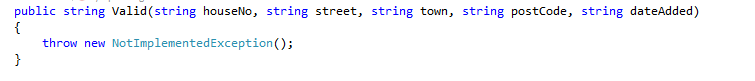 public string Valid(string houseNo, string street, string town, string postCode, string dateAdded)
{
throw new NotImplementedException();
}